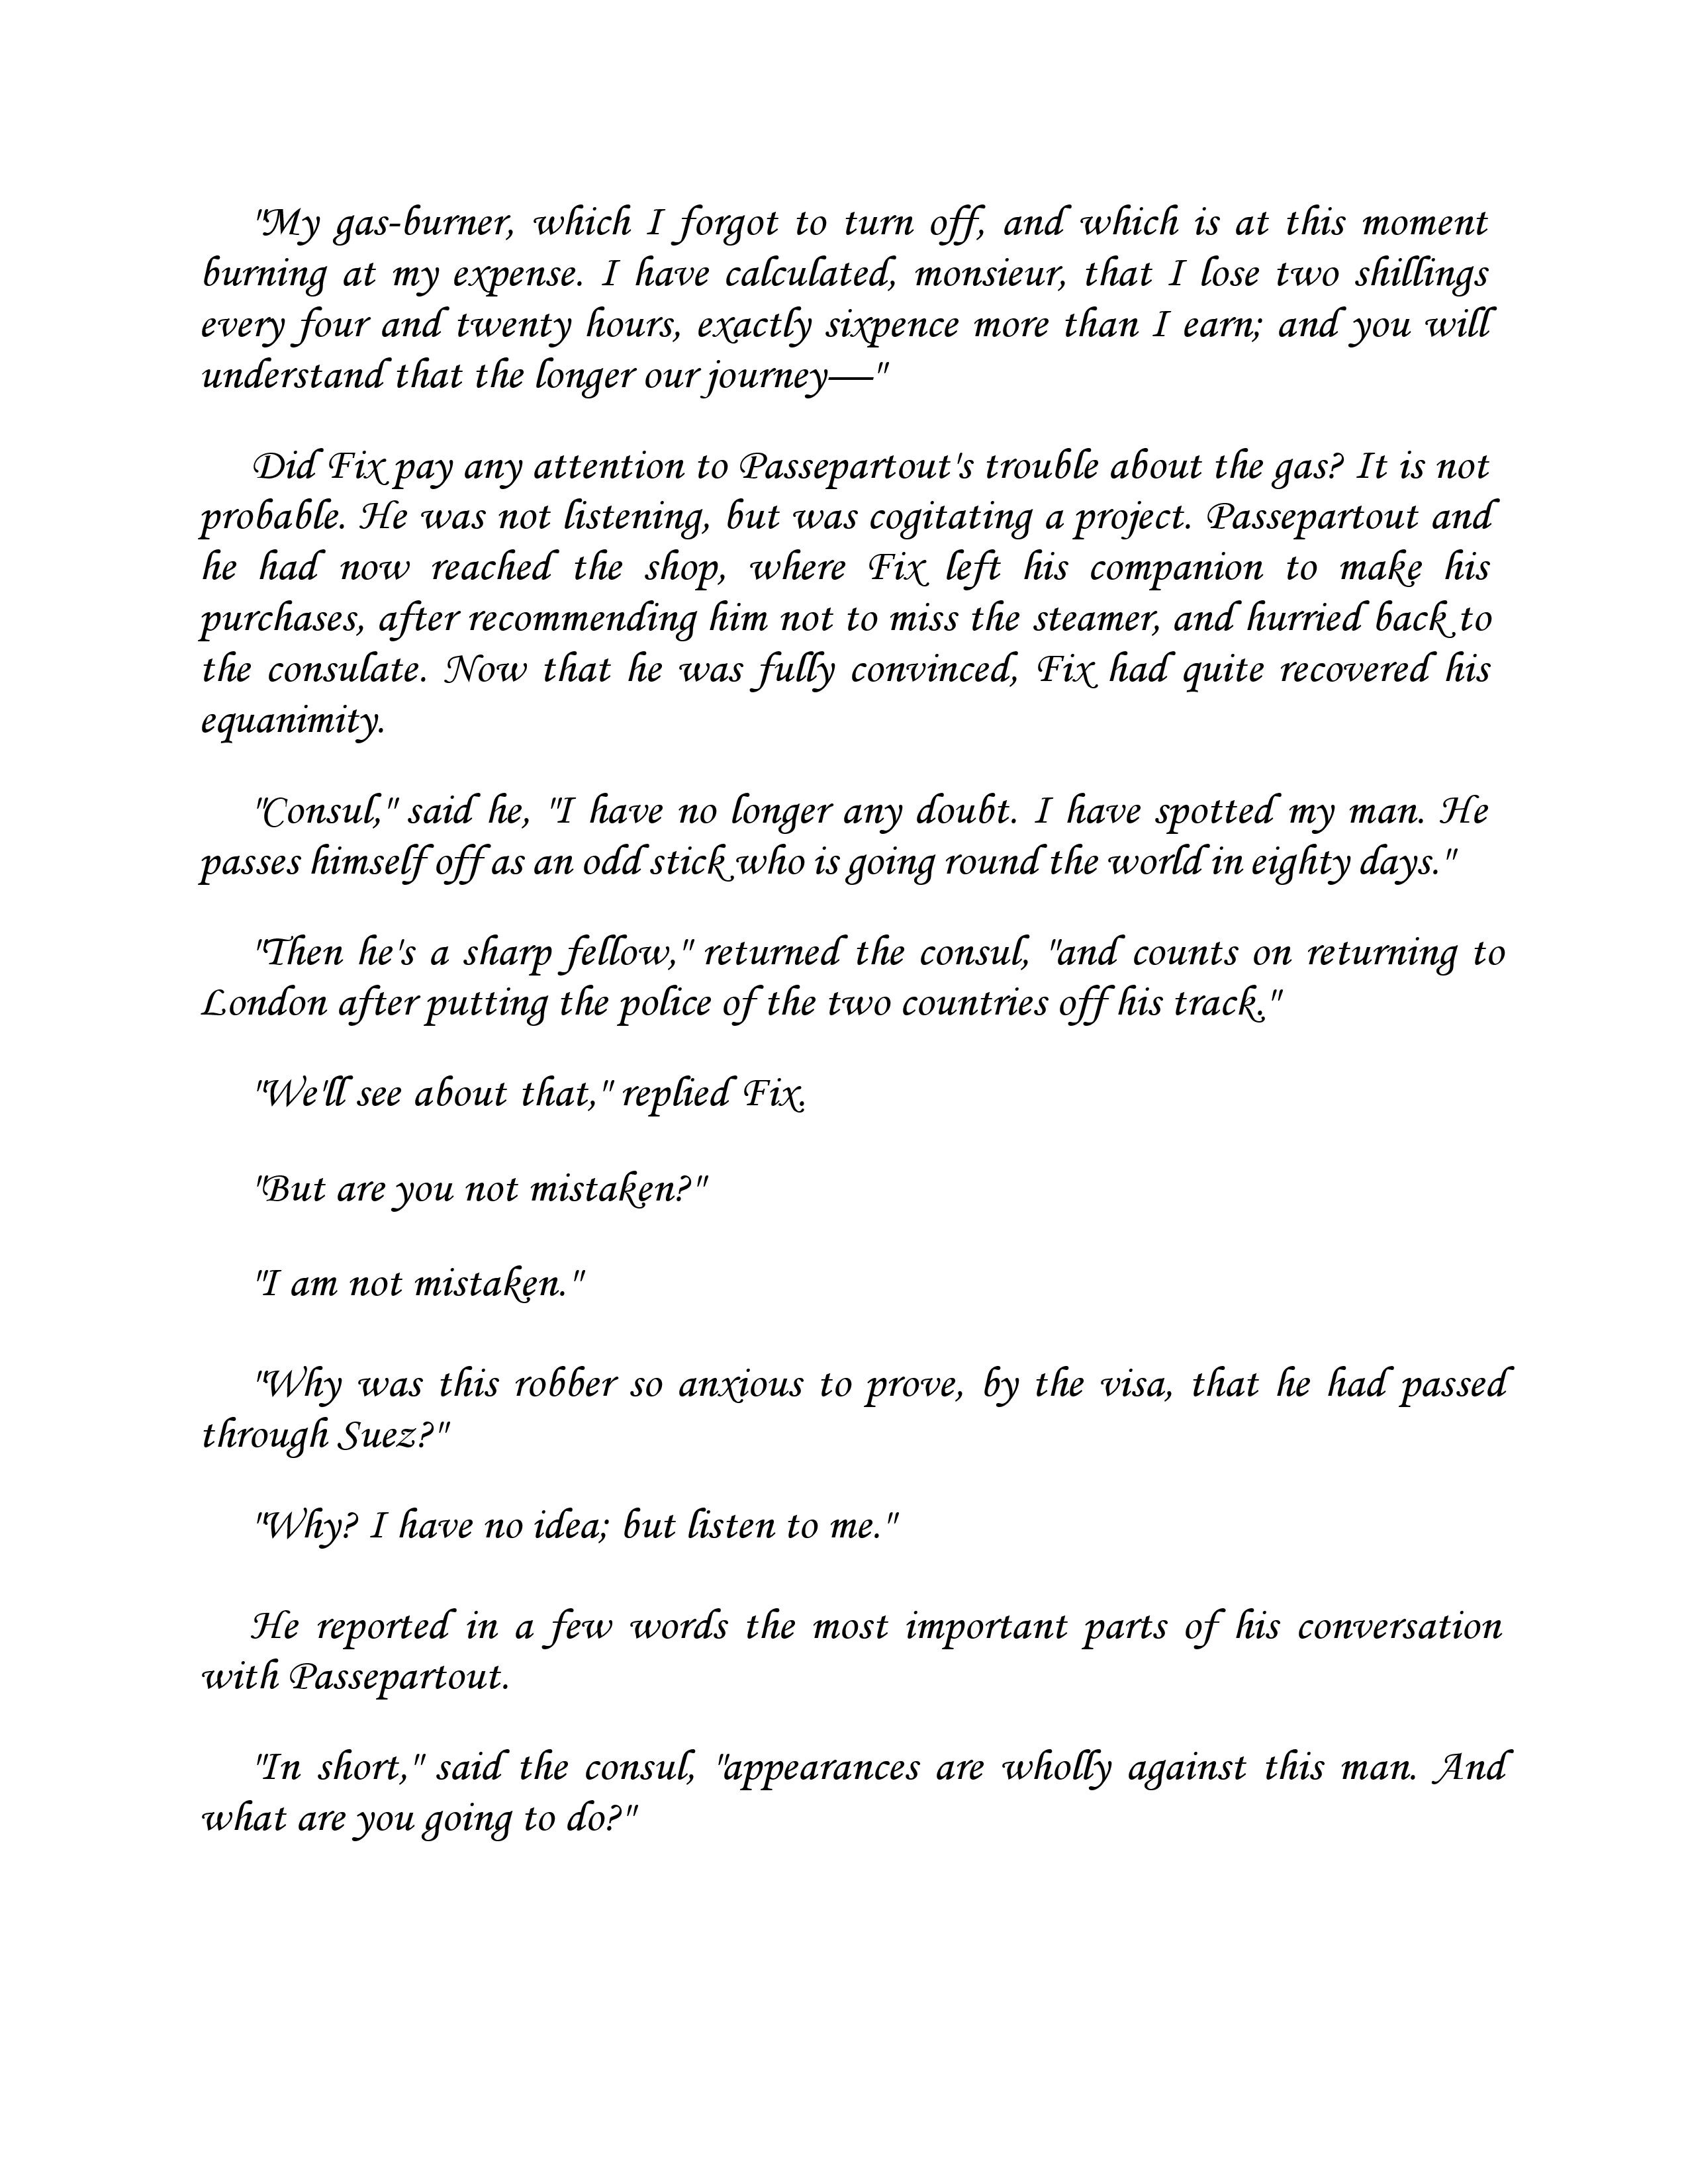 "My gas-burner, which I forgot to turn off, and which is at this moment
burning at my expense. I have calculated, monsieur, that I lose two shillings
every four and twenty hours, exactly sixpence more than I earn; and you will
understand that the longer our journey—"
Did Fix pay any attention to Passepartout's trouble about the gas? It is not
probable. He was not listening, but was cogitating a project. Passepartout and
he had now reached the shop, where Fix left his companion to make his
purchases, after recommending him not to miss the steamer, and hurried back to
the consulate. Now that he was fully convinced, Fix had quite recovered his
equanimity.
"Consul," said he, "I have no longer any doubt. I have spotted my man. He
passes himself off as an odd stick who is going round the world in eighty days."
"Then he's a sharp fellow," returned the consul, "and counts on returning to
London after putting the police of the two countries off his track."
"We'll see about that," replied Fix.
"But are you not mistaken?"
"I am not mistaken."
"Why was this robber so anxious to prove, by the visa, that he had passed
through Suez?"
"Why? I have no idea; but listen to me."
He reported in a few words the most important parts of his conversation
with Passepartout.
"In short," said the consul, "appearances are wholly against this man. And
what are you going to do?"